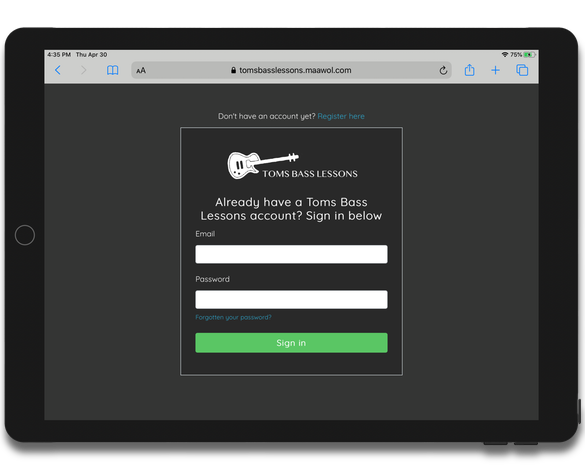 4:35 PM Thu Apr 30
75%
AA
tomsbasslessons.maawol.com
Don't have an account yet? Register here
TOMS BASS LESSONS
Already have a Toms Bass
Lessons account? Sign in below
Email
Password
Forgotten your password?
Sign in